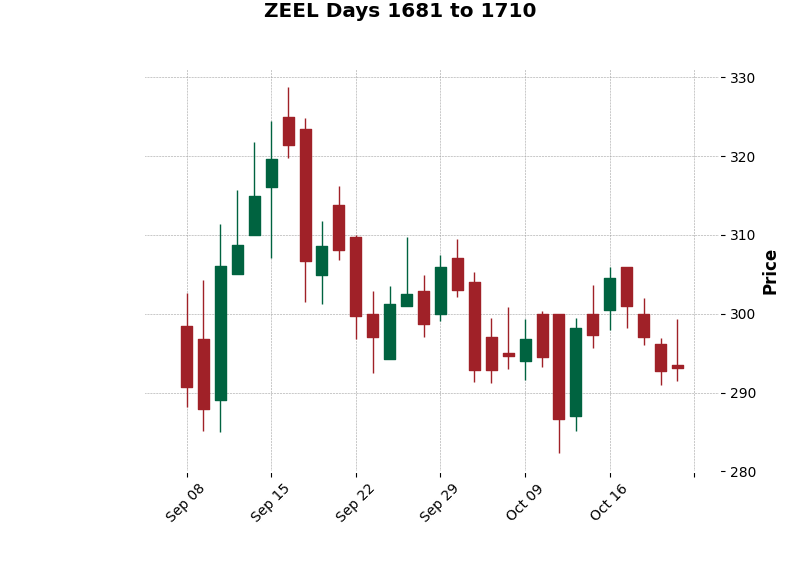 ZEEL Days 1681 to 1710
330
320
310
300
290
280
Price
Sep 08
Sep 15
Sep 22
Sep 29
Oct 09
Oct 16